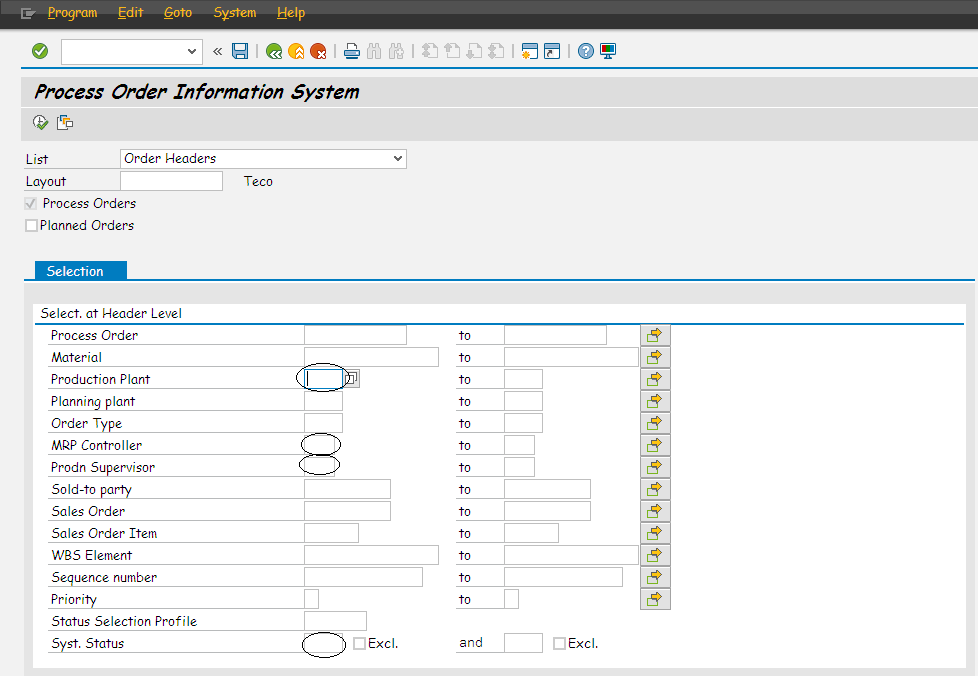 Program Edit Goto System Help
«
Process Order Information System
List Order Headers
Layout Teco
Process Orders
Planned Orders
Selection
Select. at Header Level
Process Order to
Material to
Production Plant to
Planning plant to
Order Type to
MRP Controller to
Prodn Supervisor to
Sold-to party to
Sales Order to
Sales Order Item to
WBS Element to
Sequence number to
Priority to
Status Selection Profile
Syst. Status Excl. and Excl.